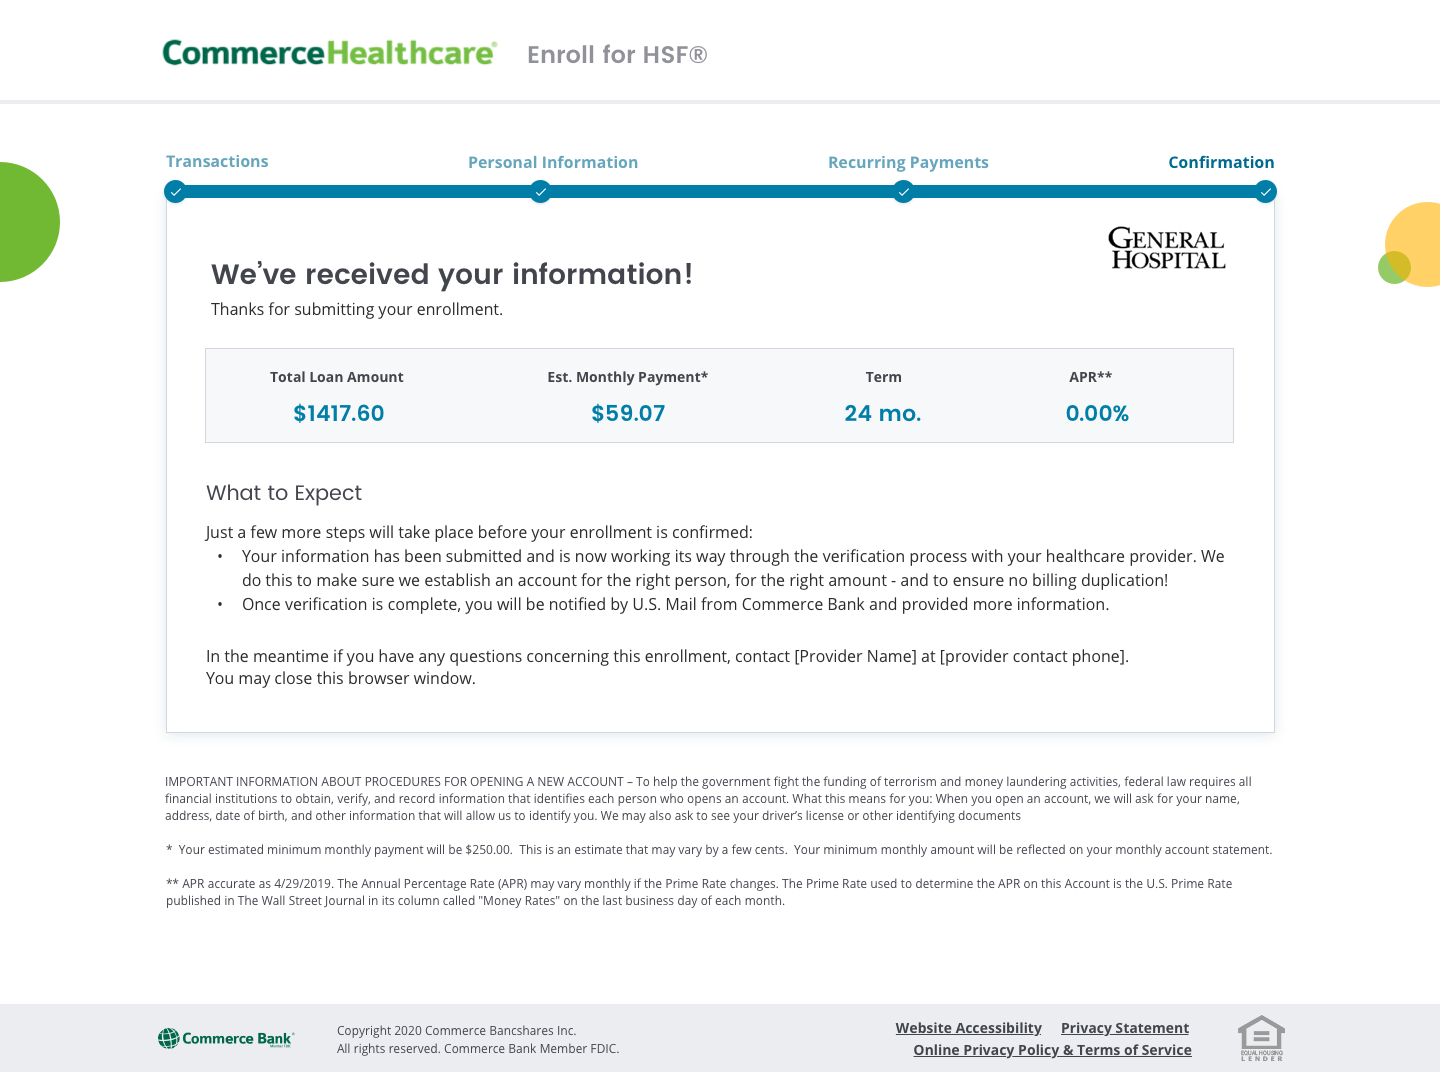 CommerceHealthcare® Enroll for HSF®
Transactions Personal Information Recurring Payments Confirmation
GENERAL
HOSPITAL
We’ve received your information!
Thanks for submitting your enrollment.
Total Loan Amount Est. Monthly Payment* Term APR**
$1417.60 $59.07 24 mo. 0.00%
What to Expect
Just a few more steps will take place before your enrollment is confirmed:
• Your information has been submitted and is now working its way through the verification process with your healthcare provider. We
do this to make sure we establish an account for the right person, for the right amount - and to ensure no billing duplication!
• Once verification is complete, you will be notified by U.S. Mail from Commerce Bank and provided more information.
In the meantime if you have any questions concerning this enrollment, contact [Provider Name] at [provider contact phone].
You may close this browser window.
IMPORTANT INFORMATION ABOUT PROCEDURES FOR OPENING A NEW ACCOUNT – To help the government fight the funding of terrorism and money laundering activities, federal law requires all
financial institutions to obtain, verify, and record information that identifies each person who opens an account. What this means for you: When you open an account, we will ask for your name,
address, date of birth, and other information that will allow us to identify you. We may also ask to see your driver’s license or other identifying documents
* Your estimated minimum monthly payment will be $250.00. This is an estimate that may vary by a few cents. Your minimum monthly amount will be reflected on your monthly account statement.
** APR accurate as 4/29/2019. The Annual Percentage Rate (APR) may vary monthly if the Prime Rate changes. The Prime Rate used to determine the APR on this Account is the U.S. Prime Rate
published in The Wall Street Journal in its column called "Money Rates" on the last business day of each month.
Commerce Bank
Member FDIC
Copyright 2020 Commerce Bancshares Inc.
All rights reserved. Commerce Bank Member FDIC.
Website Accessibility Privacy Statement
Online Privacy Policy & Terms of Service
EQUAL HOUSING
LENDER